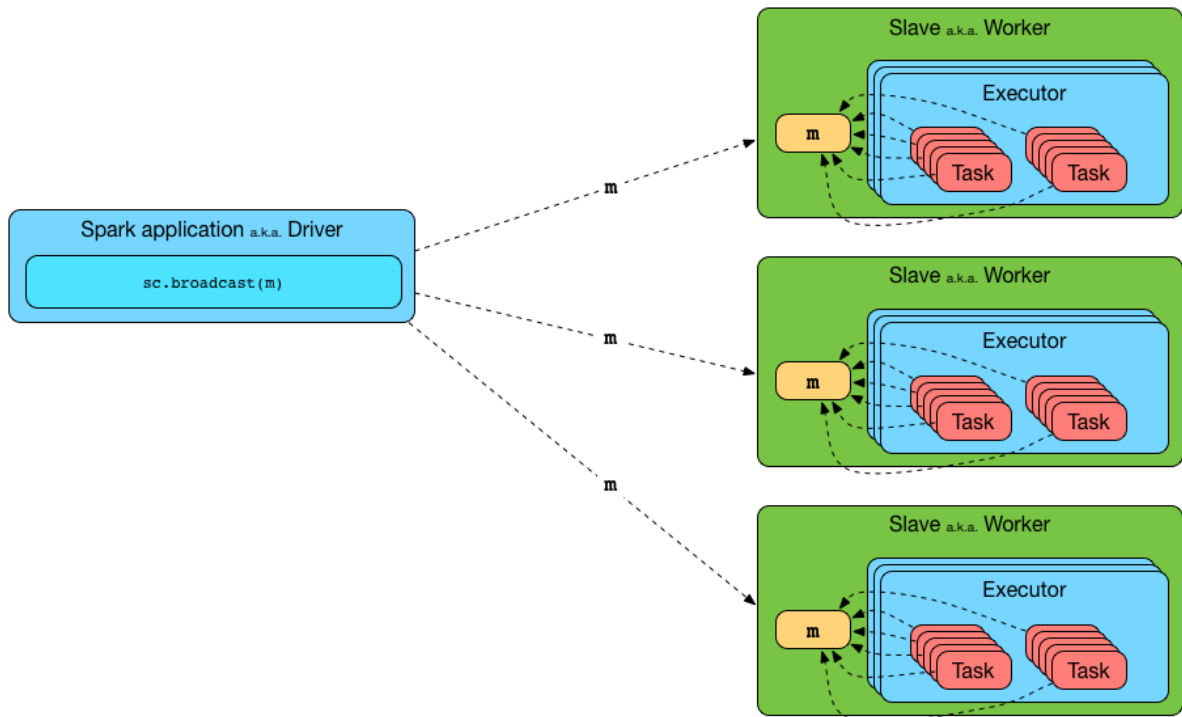 Slave a.k.a. Worker
Executor
m
Task
Task
m
Spark application a.k.a. Driver
sc.broadcast(m)
Slave a.k.a. Worker
Executor
m
m
Task
Task
m
Slave a.k.a. Worker
Executor
m
Task
Task